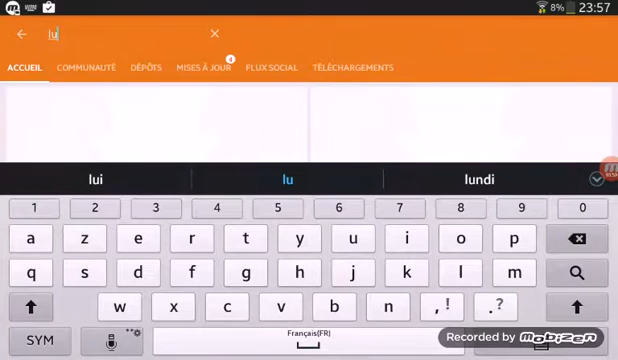 8% 23:57
lu
ACCUEIL COMMUNAUTÉ DÉPÔTS MISES À JOUR 4 FLUX SOCIAL TÉLÉCHARGEMENTS
lui lu lundi
1 2 3 4 5 6 7 8 9 0
a z e r t y u i o p
q s d f g h j k l m
w x c v b n , ! . ?
SYM Français(FR)
Recorded by mobizen